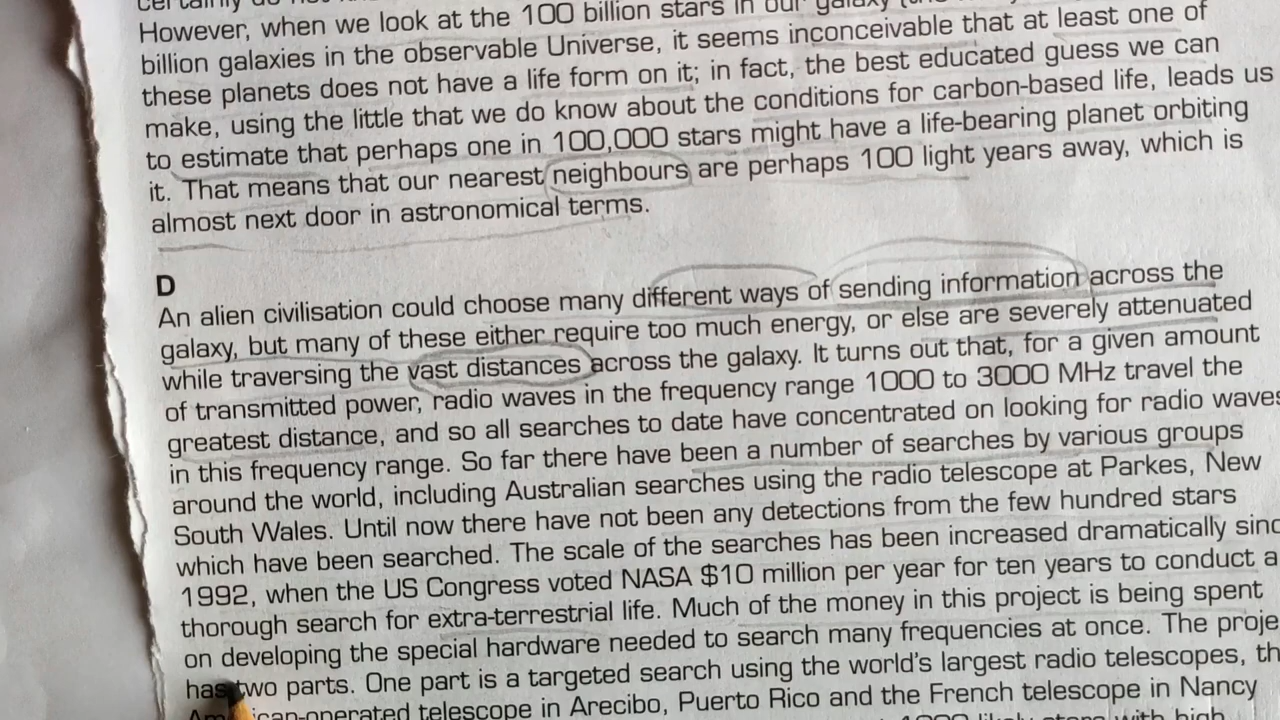 However, when we look at the 100 billion stars in our galaxy
billion galaxies in the observable Universe, it seems inconceivable that at least one of
these planets does not have a life form on it; in fact, the best educated guess we can
make, using the little that we do know about the conditions for carbon-based life, leads us
to estimate that perhaps one in 100,000 stars might have a life-bearing planet orbiting
it. That means that our nearest neighbours are perhaps 100 light years away, which is
almost next door in astronomical terms.
D
An alien civilisation could choose many different ways of sending information across the
galaxy, but many of these either require too much energy, or else are severely attenuated
while traversing the vast distances across the galaxy. It turns out that, for a given amount
of transmitted power, radio waves in the frequency range 1000 to 3000 MHz travel the
greatest distance, and so all searches to date have concentrated on looking for radio waves
in this frequency range. So far there have been a number of searches by various groups
around the world, including Australian searches using the radio telescope at Parkes, New
South Wales. Until now there have not been any detections from the few hundred stars
which have been searched. The scale of the searches has been increased dramatically sinc
1992, when the US Congress voted NASA $10 million per year for ten years to conduct a
thorough search for extra-terrestrial life. Much of the money in this project is being spent
on developing the special hardware needed to search many frequencies at once. The proje
has two parts. One part is a targeted search using the world's largest radio telescopes, th
ican-operated telescope in Arecibo, Puerto Rico and the French telescope in Nancy